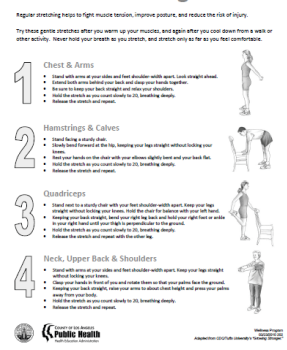 Regular stretching helps to fight muscle tension, improve posture, and reduce the risk of injury.
Try these gentle stretches after you warm up your muscles, and again after you cool down from a walk or
other activity. Never hold your breath as you stretch, and stretch only as far as you feel comfortable.
1
Chest & Arms
• Stand with arms at your sides and feet shoulder-width apart. Look straight ahead.
• Extend both arms behind your back and clasp your hands together.
• Be sure to keep your back straight and relax your shoulders.
• Hold the stretch as you count slowly to 20, breathing deeply.
• Release the stretch and repeat.
2
Hamstrings & Calves
• Stand facing a sturdy chair.
• Slowly bend forward at the hip, keeping your legs straight without locking your
knees.
• Rest your hands on the chair with your elbows slightly bent and your back flat.
• Hold the stretch as you count slowly to 20, breathing deeply.
• Release the stretch and repeat.
3
Quadriceps
• Stand next to a sturdy chair with your feet shoulder-width apart. Keep your legs
straight without locking your knees. Hold the chair for balance with your left hand.
• Keeping your back straight, bend your right leg back and hold your right foot or ankle
in your right hand until your thigh is perpendicular to the ground.
• Hold the stretch as you count slowly to 20, breathing deeply.
• Release the stretch and repeat with the other leg.
4
Neck, Upper Back & Shoulders
• Stand with arms at your sides and feet shoulder-width apart. Keep your legs straight
without locking your knees.
• Clasp your hands in front of you and rotate them so that your palms face the ground.
• Keeping your back straight, raise your arms to about chest height and press your palms
away from your body.
• Hold the stretch as you count slowly to 20, breathing deeply.
• Release the stretch and repeat.
County of Los Angeles
Public Health
Health Education Administration
Wellness Program
Adapted from CDC/Tufts University's "Growing Stronger"